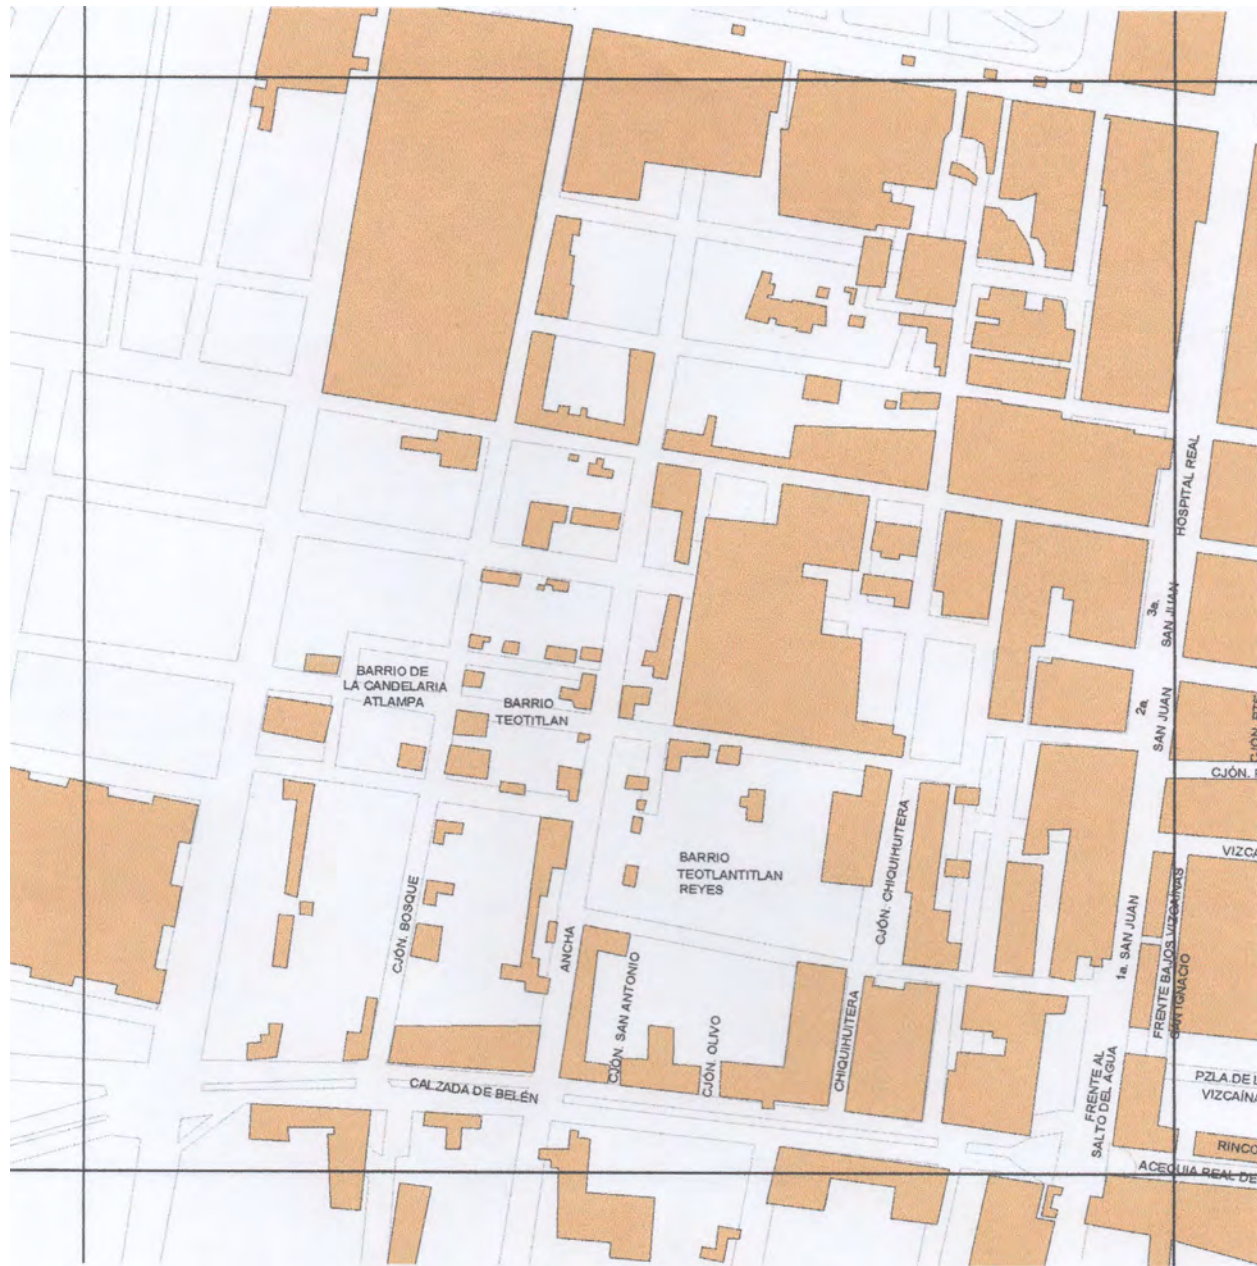 HOSPITAL REAL
3a.
SAN JUAN
BARRIO DE
LA CANDELARIA
ATLAMPA
BARRIO
TEOTITLAN
2a.
SAN JUAN
CJÓN.
CJÓN. CHIQUIHUITERA
VIZCA
BARRIO
TEOTLANTITLAN
REYES
CJÓN. BOSQUE
ANCHA
1a. SAN JUAN
FRENTE BAJOS VIZCAÍNAS
SAN IGNACIO
CJÓN. SAN ANTONIO
CJÓN. OLIVO
CHIQUIHUITERA
FRENTE AL
SALTO DEL AGUA
CALZADA DE BELÉN
PZLA. DE L
VIZCAÍNA
RINCO
ACEQUIA REAL DE